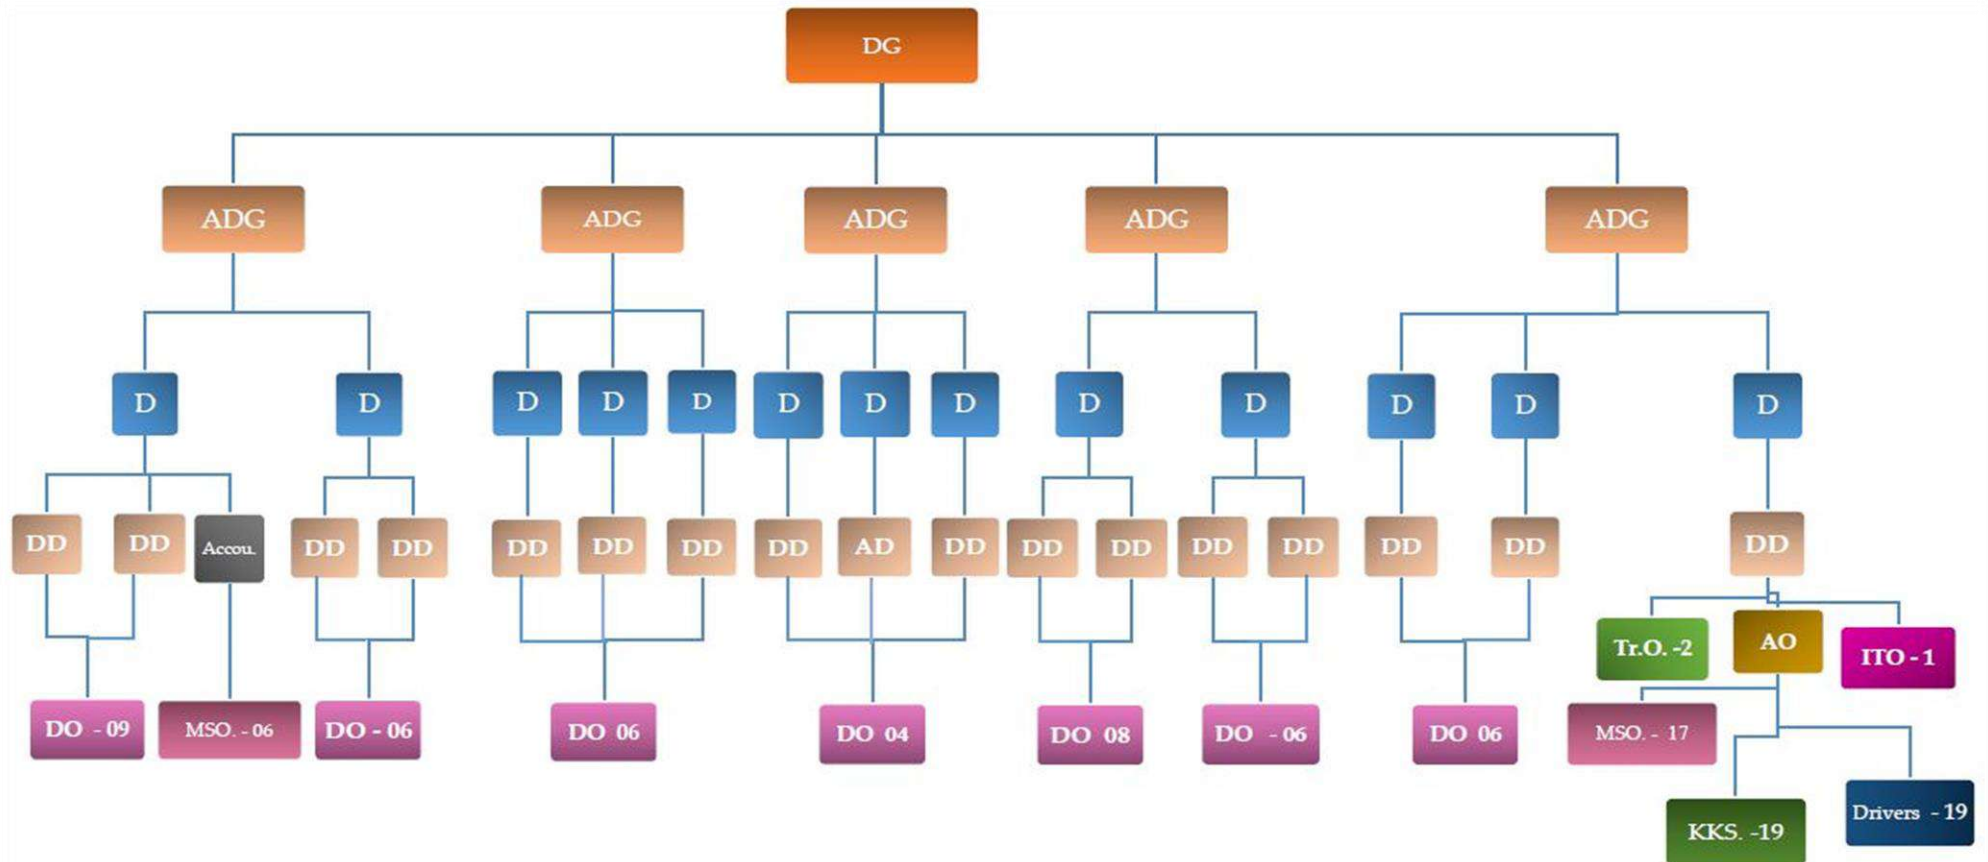 DG
ADG
ADG
ADG
ADG
ADG
D
D
D
D
D
D
D
D
D
D
D
D
D
DD
DD
Accou.
DD
DD
DD
DD
DD
DD
AD
DD
DD
DD
DD
DD
DD
DD
DD
Tr.O. -2
AO
ITO - 1
DO - 09
MSO. - 06
DO - 06
DO 06
DO 04
DO 08
DO - 06
DO 06
MSO. - 17
KKS. -19
Drivers - 19